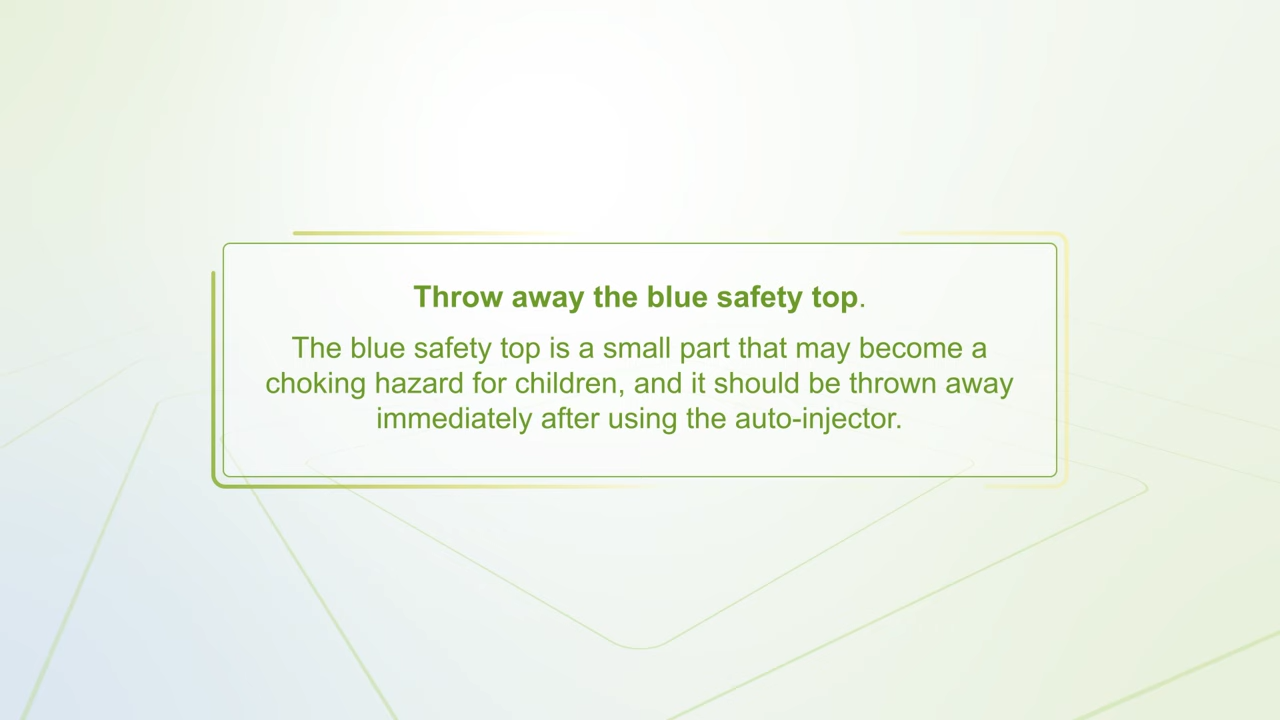 Throw away the blue safety top.
The blue safety top is a small part that may become a
choking hazard for children, and it should be thrown away
immediately after using the auto-injector.